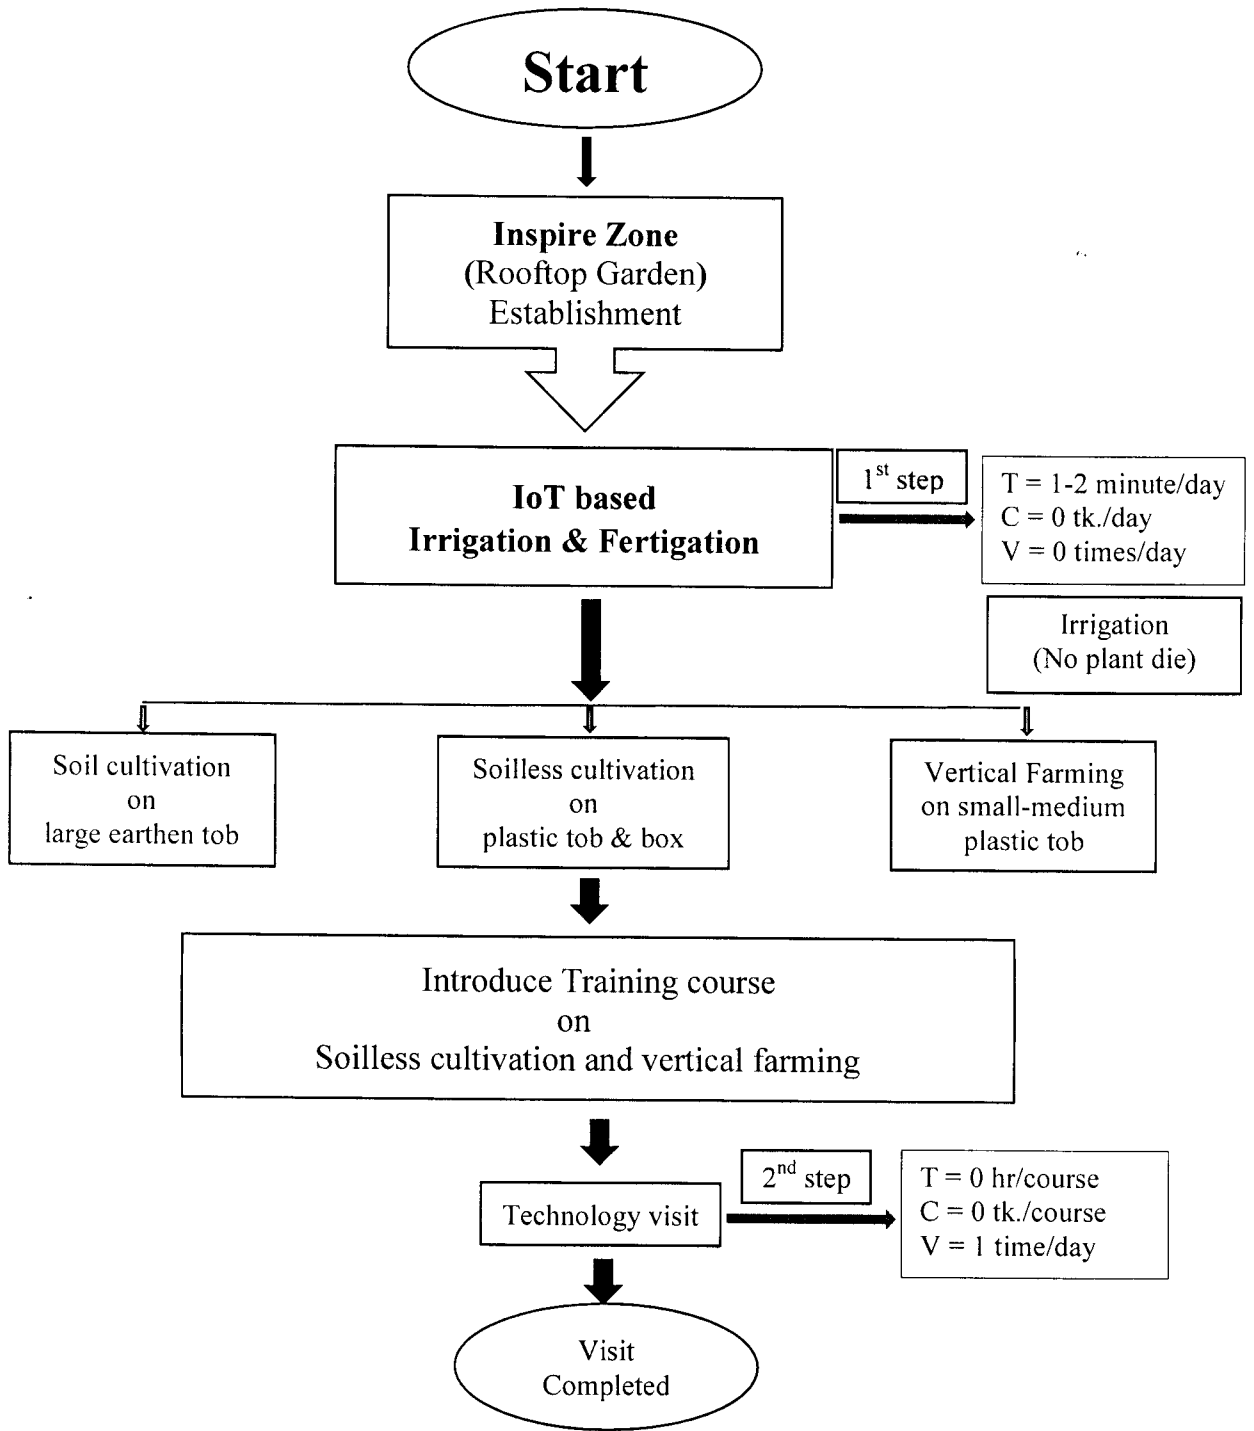 Start
Inspire Zone
(Rooftop Garden)
Establishment
IoT based
Irrigation & Fertigation
1st step
T = 1-2 minute/day
C = 0 tk./day
V = 0 times/day
Irrigation
(No plant die)
Soil cultivation
on
large earthen tob
Soilless cultivation
on
plastic tob & box
Vertical Farming
on small-medium
plastic tob
Introduce Training course
on
Soilless cultivation and vertical farming
Technology visit
2nd step
T = 0 hr/course
C = 0 tk./course
V = 1 time/day
Visit
Completed